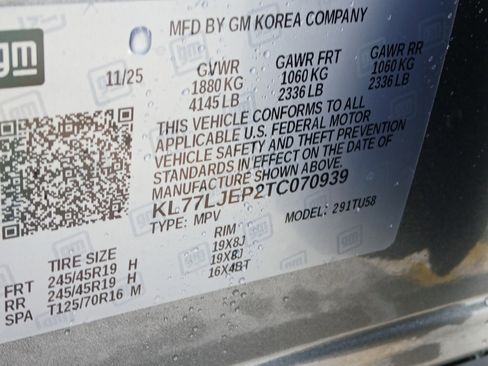 MFD BY GM KOREA COMPANY
gm
11/25
GVWR GAWR FRT GAWR RR
1880 KG 1060 KG 1060 KG
4145 LB 2336 LB 2336 LB
THIS VEHICLE CONFORMS TO ALL
APPLICABLE U.S. FEDERAL MOTOR
VEHICLE SAFETY AND THEFT PREVENTION
STANDARDS IN EFFECT ON THE DATE OF
MANUFACTURE SHOWN ABOVE.
KL77LJEP2TC070939
TYPE: MPV MODEL: 291TU58
TIRE SIZE RIM
FRT 245/45R19 H 19X8J
RR 245/45R19 H 19X8J
SPA T125/70R16 M 16X4BT